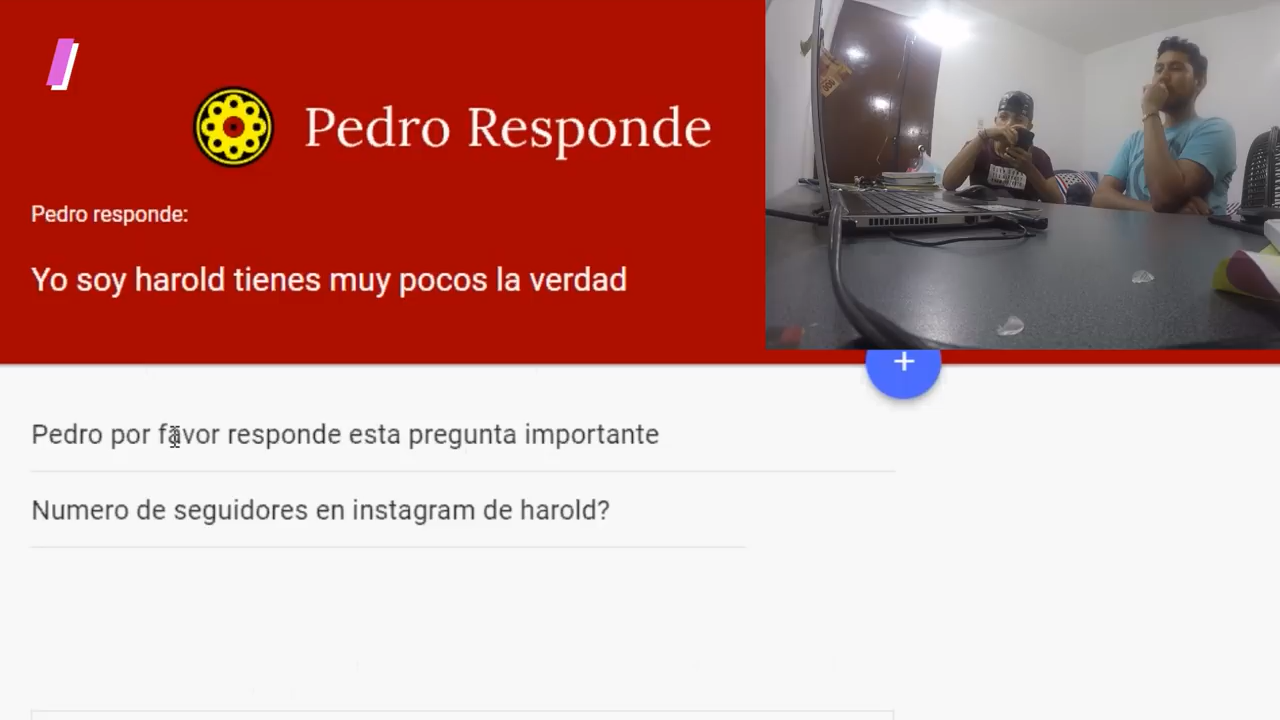 Pedro Responde
Pedro responde:
Yo soy harold tienes muy pocos la verdad
Pedro por favor responde esta pregunta importante
Numero de seguidores en instagram de harold?